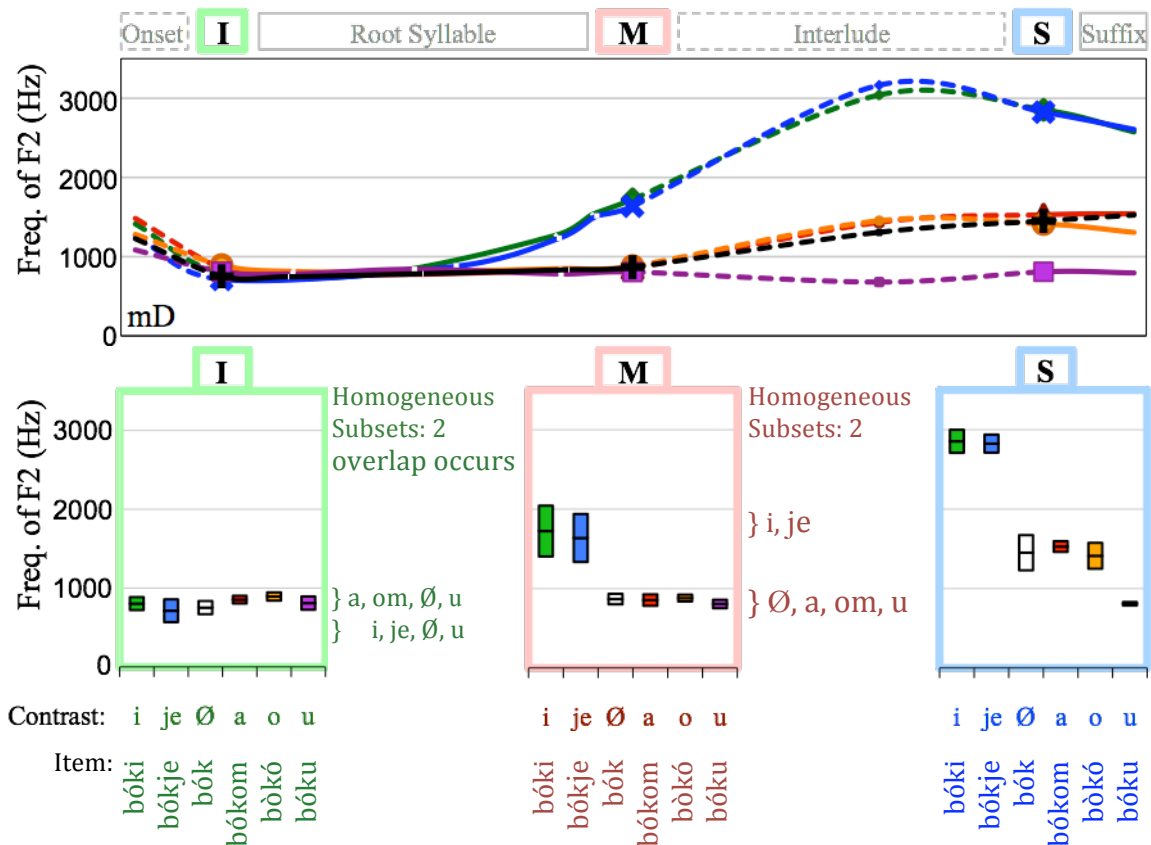 Onset I Root Syllable M Interlude S Suffix
Freq. of F2 (Hz)
3000
2000
1000
0
mD
I M S
Freq. of F2 (Hz)
3000
2000
1000
0
Homogeneous
Subsets: 2
overlap occurs
} a, om, Ø, u
} i, je, Ø, u
Homogeneous
Subsets: 2
} i, je
} Ø, a, om, u
Contrast: i je Ø a o u i je Ø a o u i je Ø a o u
Item: bóki bókje bók bókom bòkó bóku bóki bókje bók bókom bòkó bóku bóki bókje bók bókom bòkó bóku